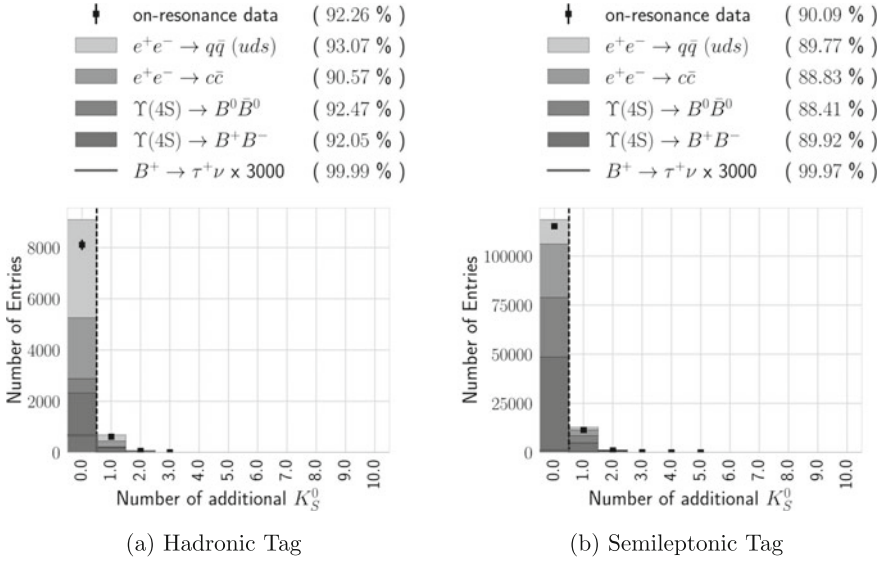 on-resonance data ( 92.26 % )
e⁺e⁻ → qq̄ (uds) ( 93.07 % )
e⁺e⁻ → cc̄ ( 90.57 % )
ϒ(4S) → B⁰B̄⁰ ( 92.47 % )
ϒ(4S) → B⁺B⁻ ( 92.05 % )
B⁺ → τ⁺ν x 3000 ( 99.99 % )
Number of Entries
8000
6000
4000
2000
0
0.0 1.0 2.0 3.0 4.0 5.0 6.0 7.0 8.0 9.0 10.0
Number of additional K_S^0
(a) Hadronic Tag
on-resonance data ( 90.09 % )
e⁺e⁻ → qq̄ (uds) ( 89.77 % )
e⁺e⁻ → cc̄ ( 88.83 % )
ϒ(4S) → B⁰B̄⁰ ( 88.41 % )
ϒ(4S) → B⁺B⁻ ( 89.92 % )
B⁺ → τ⁺ν x 3000 ( 99.97 % )
Number of Entries
100000
75000
50000
25000
0
0.0 1.0 2.0 3.0 4.0 5.0 6.0 7.0 8.0 9.0 10.0
Number of additional K_S^0
(b) Semileptonic Tag